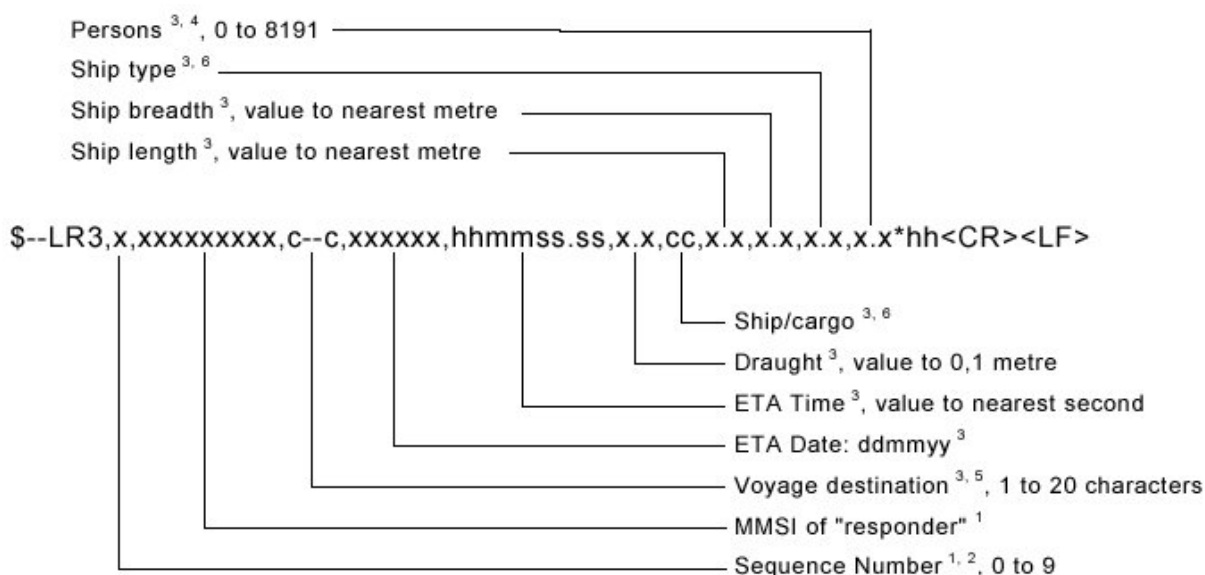 Persons 3, 4, 0 to 8191
Ship type 3, 6
Ship breadth 3, value to nearest metre
Ship length 3, value to nearest metre
$--LR3,x,xxxxxxxxx,c--c,xxxxxx,hhmmss.ss,x.x,cc,x.x,x.x,x.x,x.x*hh<CR><LF>
Ship/cargo 3, 6
Draught 3, value to 0,1 metre
ETA Time 3, value to nearest second
ETA Date: ddmmyy 3
Voyage destination 3, 5, 1 to 20 characters
MMSI of "responder" 1
Sequence Number 1, 2, 0 to 9